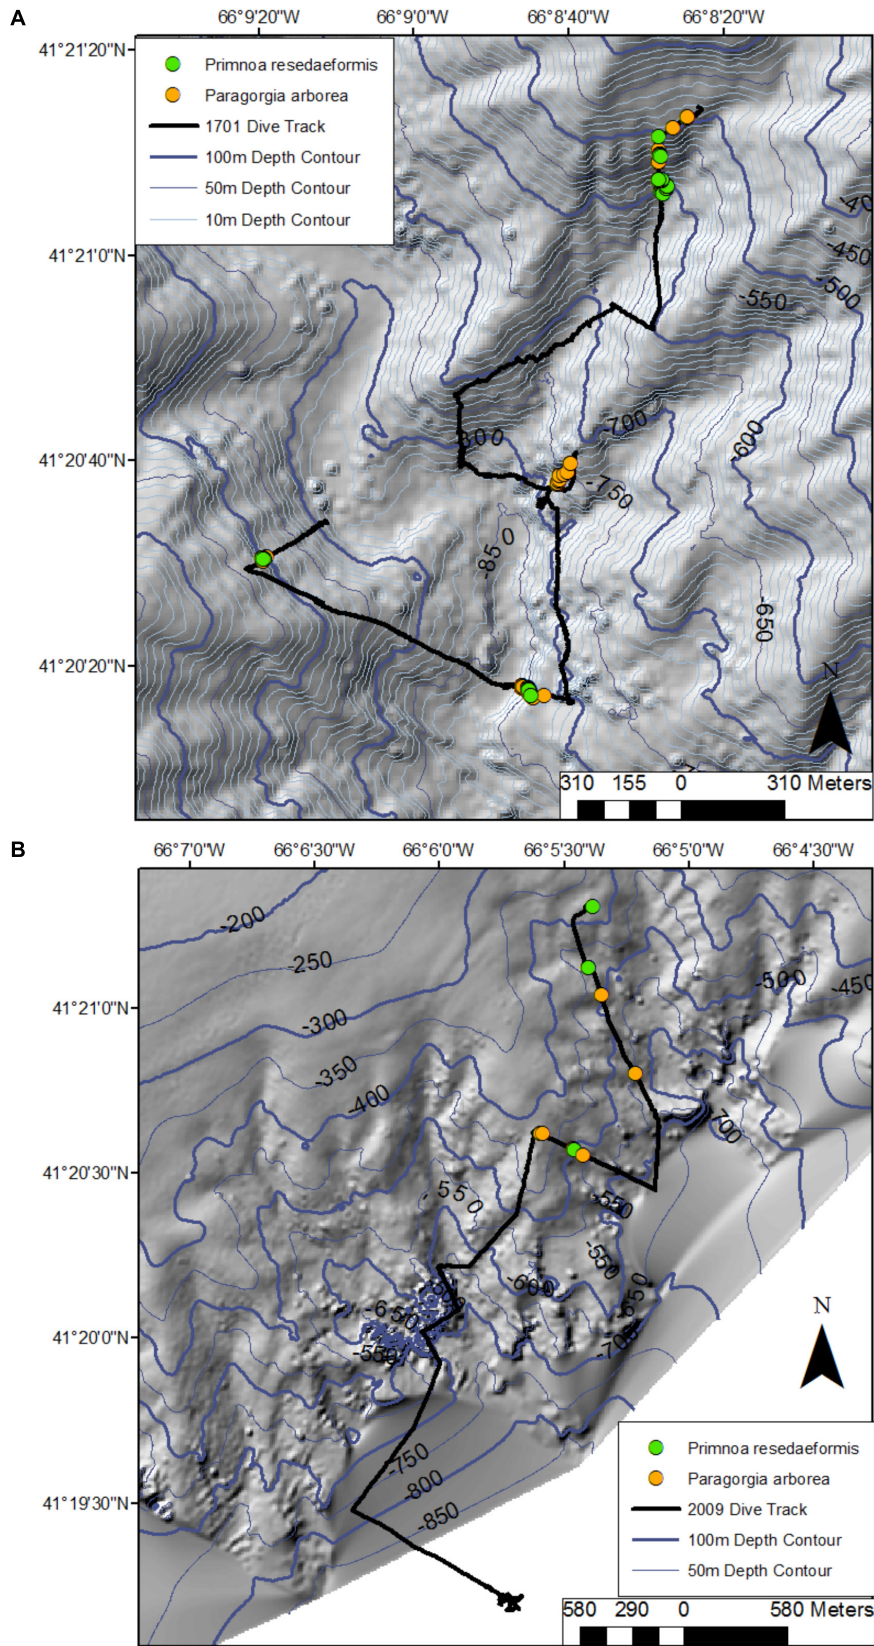 A
66°9'20"W 66°9'0"W 66°8'40"W 66°8'20"W
41°21'20"N
Primnoa resedaeformis
Paragorgia arborea
1701 Dive Track
100m Depth Contour
50m Depth Contour
10m Depth Contour
-450
-500
-550
41°21'0"N
-700
-600
41°20'40"N
-750
-850
-650
41°20'20"N
N
310 155 0 310 Meters
B
66°7'0"W 66°6'30"W 66°6'0"W 66°5'30"W 66°5'0"W 66°4'30"W
-200
-250
-500
-450
41°21'0"N
-300
-350
-400
-700
41°20'30"N
-550
-550
-550
-600
-650
-650
41°20'0"N
-700
-550
N
Primnoa resedaeformis
Paragorgia arborea
2009 Dive Track
100m Depth Contour
50m Depth Contour
-750
-800
-850
41°19'30"N
580 290 0 580 Meters